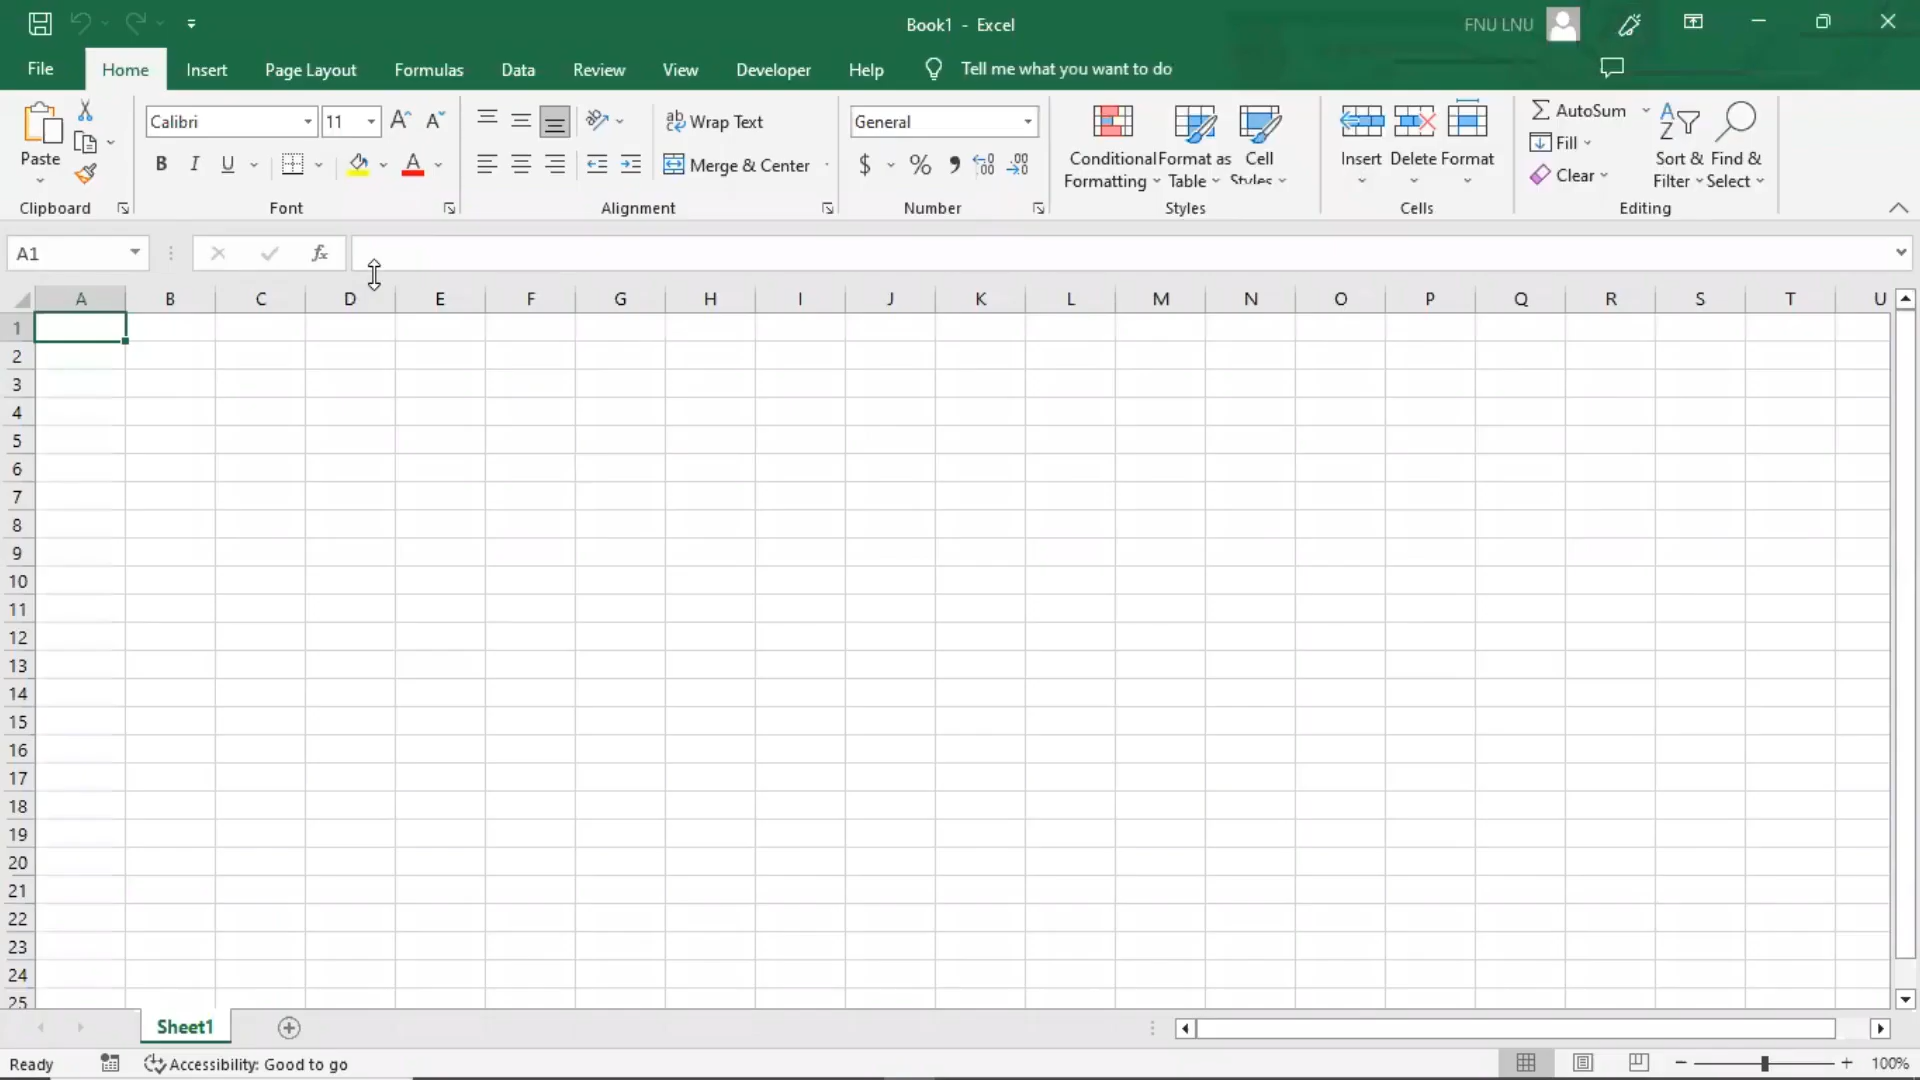 Book1 - Excel
FNU LNU
File Home Insert Page Layout Formulas Data Review View Developer Help Tell me what you want to do
Paste
Clipboard
Calibri 11
B I U A
Font
Wrap Text
Merge & Center
Alignment
General
$ % 9 .00
Number
Conditional Formatting
Format as Table
Cell Styles
Styles
Insert Delete Format
Cells
AutoSum
Fill
Clear
Sort & Filter
Find & Select
Editing
A1 fx
A B C D E F G H I J K L M N O P Q R S T U
1
2
3
4
5
6
7
8
9
10
11
12
13
14
15
16
17
18
19
20
21
22
23
24
25
Sheet1
Ready Accessibility: Good to go 100%